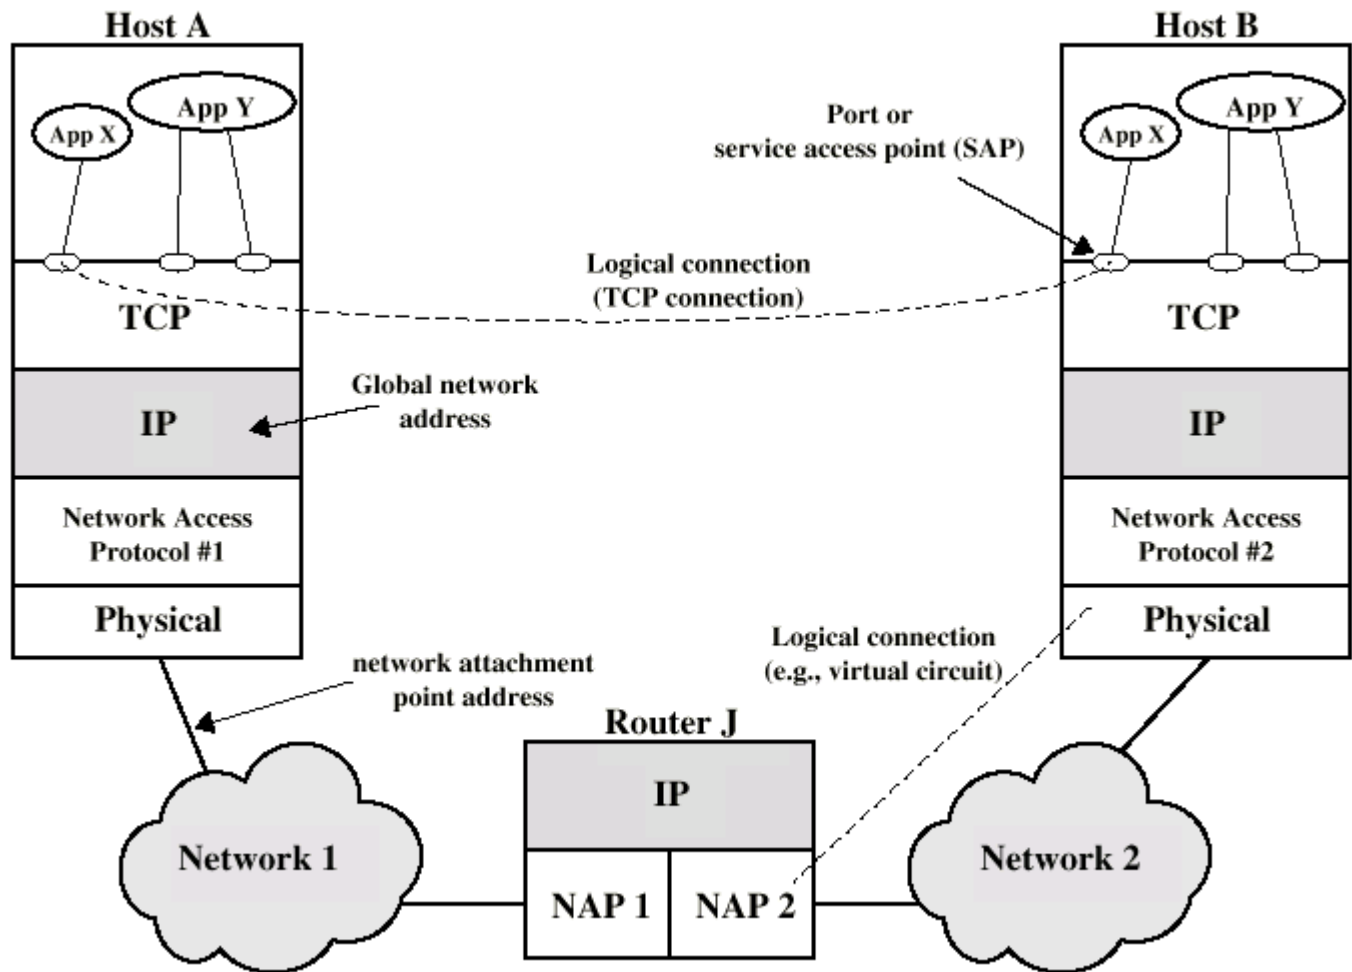 Host A
Host B
App X
App Y
Port or
service access point (SAP)
App X
App Y
Logical connection
(TCP connection)
TCP
TCP
Global network
address
IP
IP
Network Access
Protocol #1
Network Access
Protocol #2
Physical
Physical
Logical connection
(e.g., virtual circuit)
network attachment
point address
Router J
IP
Network 1
NAP 1
NAP 2
Network 2